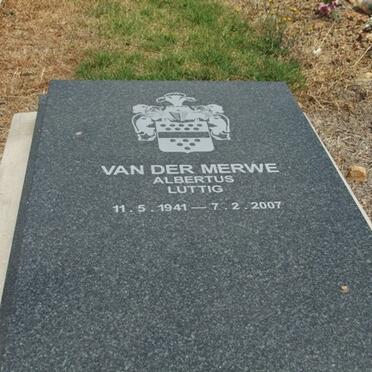 VAN DER MERWE
ALBERTUS
LUTTIG
11 . 5 . 1941 — 7 . 2 . 2007